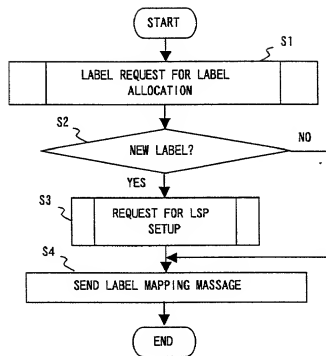 START
S1
LABEL REQUEST FOR LABEL
ALLOCATION
S2
NEW LABEL?
NO
YES
S3
REQUEST FOR LSP
SETUP
S4
SEND LABEL MAPPING MASSAGE
END